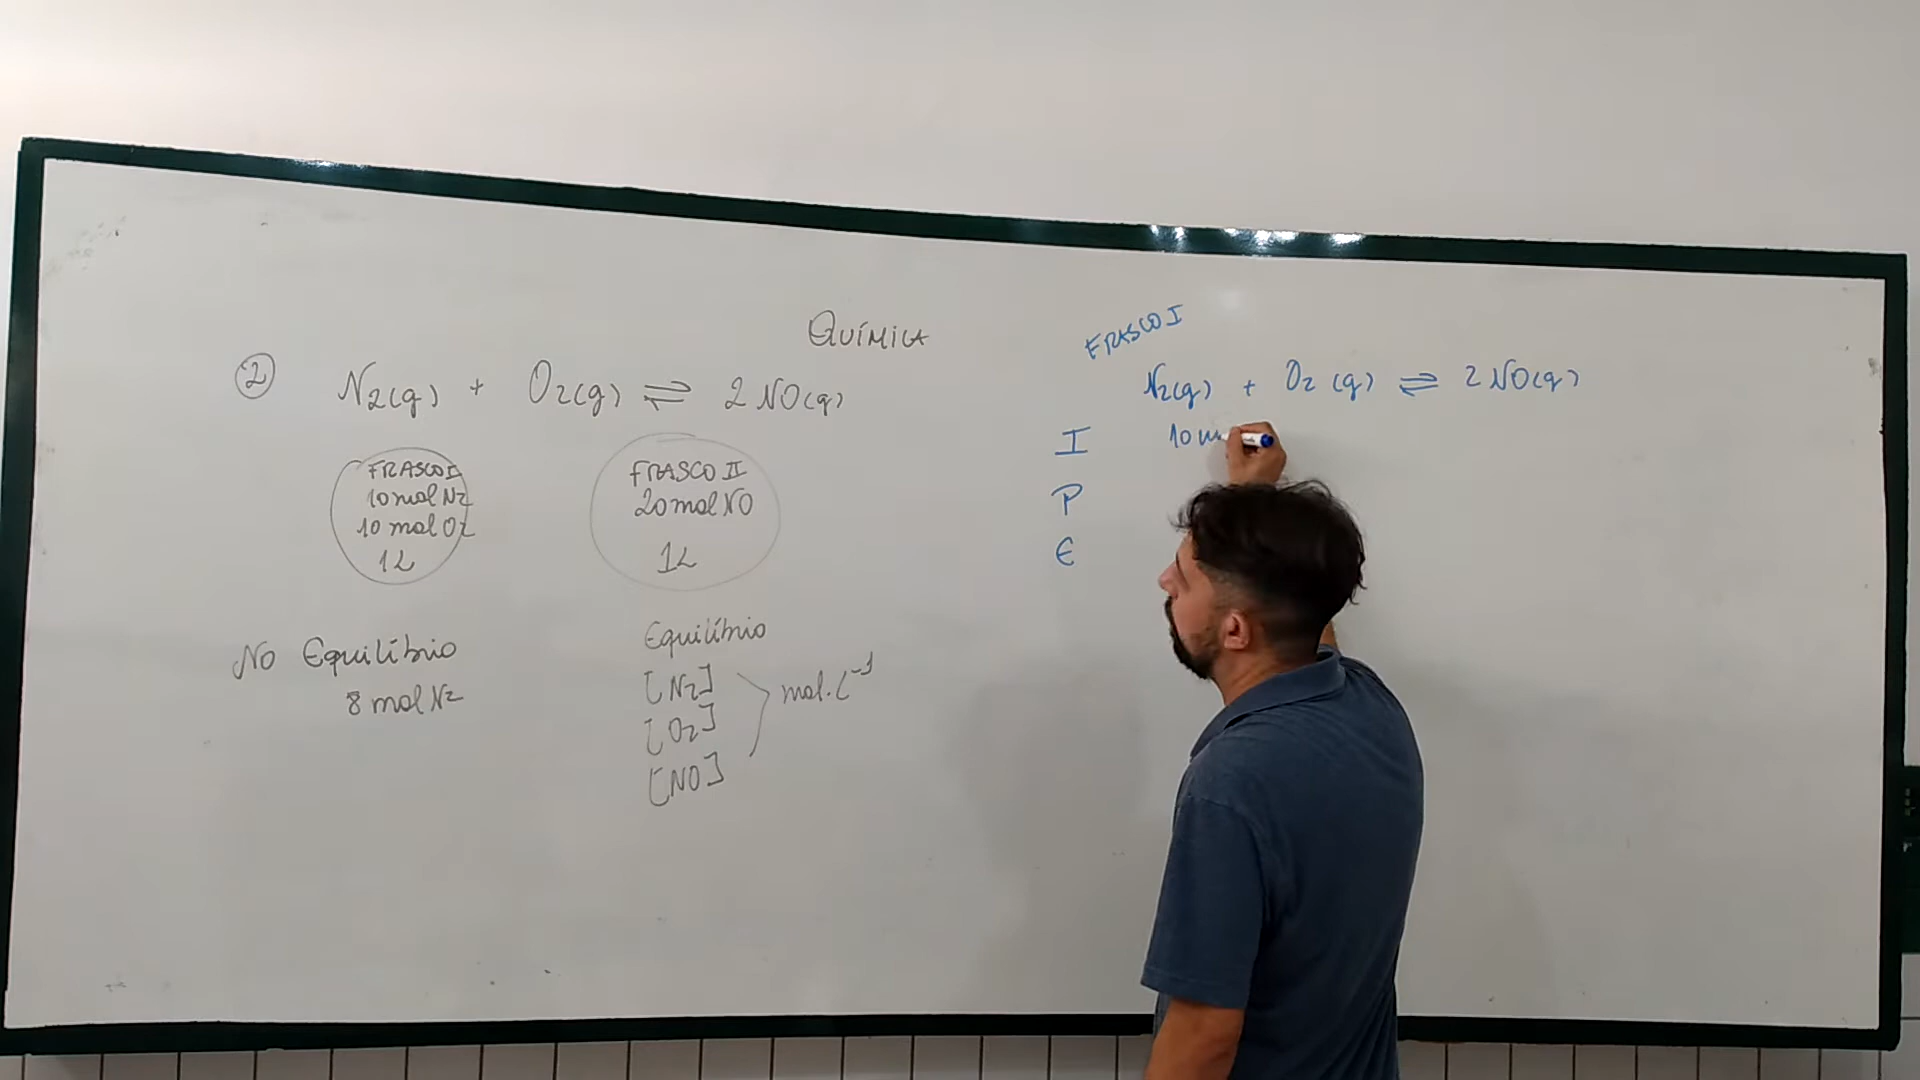 QUÍMICA
2 N2(g) + O2(g) ⇌ 2 NO(g)
FRASCO I
10 mol N2
10 mol O2
1L
FRASCO II
20 mol NO
1L
No Equilíbrio
8 mol N2
Equilíbrio
[N2]
[O2]
[NO]
mol.L⁻¹
FRASCO I
N2(g) + O2(g) ⇌ 2 NO(g)
I 10 m
P
E